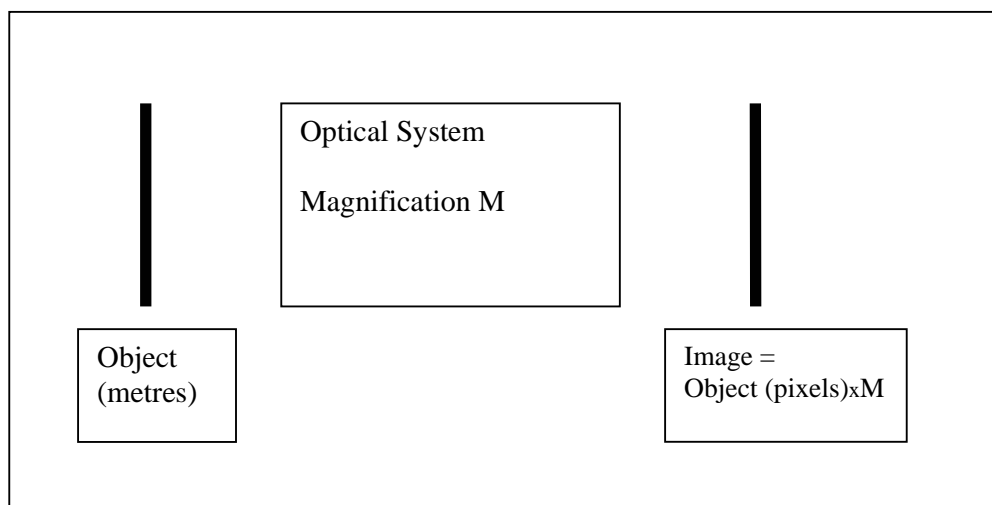 Optical System
Magnification M
Object
(metres)
Image =
Object (pixels)xM